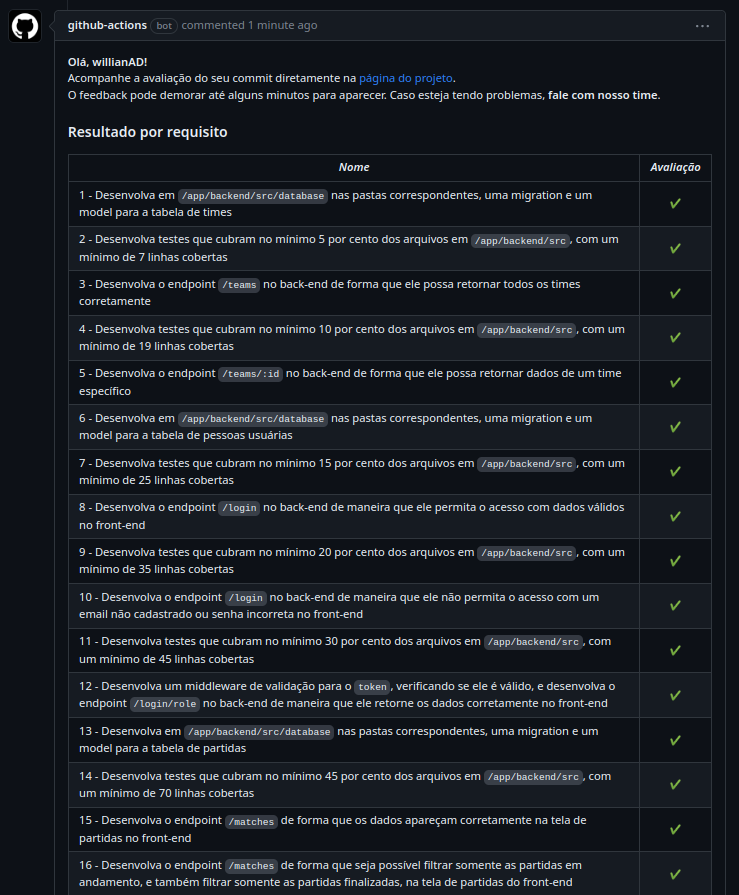 github-actions bot commented 1 minute ago
Olá, willianAD!
Acompanhe a avaliação do seu commit diretamente na página do projeto.
O feedback pode demorar até alguns minutos para aparecer. Caso esteja tendo problemas, fale com nosso time.
Resultado por requisito
Nome Avaliação
1 - Desenvolva em /app/backend/src/database nas pastas correspondentes, uma migration e um
model para a tabela de times
2 - Desenvolva testes que cubram no mínimo 5 por cento dos arquivos em /app/backend/src, com um
mínimo de 7 linhas cobertas
3 - Desenvolva o endpoint /teams no back-end de forma que ele possa retornar todos os times
corretamente
4 - Desenvolva testes que cubram no mínimo 10 por cento dos arquivos em /app/backend/src, com um
mínimo de 19 linhas cobertas
5 - Desenvolva o endpoint /teams/:id no back-end de forma que ele possa retornar dados de um time
específico
6 - Desenvolva em /app/backend/src/database nas pastas correspondentes, uma migration e um
model para a tabela de pessoas usuárias
7 - Desenvolva testes que cubram no mínimo 15 por cento dos arquivos em /app/backend/src, com um
mínimo de 25 linhas cobertas
8 - Desenvolva o endpoint /login no back-end de maneira que ele permita o acesso com dados válidos
no front-end
9 - Desenvolva testes que cubram no mínimo 20 por cento dos arquivos em /app/backend/src, com um
mínimo de 35 linhas cobertas
10 - Desenvolva o endpoint /login no back-end de maneira que ele não permita o acesso com um
email não cadastrado ou senha incorreta no front-end
11 - Desenvolva testes que cubram no mínimo 30 por cento dos arquivos em /app/backend/src, com
um mínimo de 45 linhas cobertas
12 - Desenvolva um middleware de validação para o token, verificando se ele é válido, e desenvolva o
endpoint /login/role no back-end de maneira que ele retorne os dados corretamente no front-end
13 - Desenvolva em /app/backend/src/database nas pastas correspondentes, uma migration e um
model para a tabela de partidas
14 - Desenvolva testes que cubram no mínimo 45 por cento dos arquivos em /app/backend/src, com
um mínimo de 70 linhas cobertas
15 - Desenvolva o endpoint /matches de forma que os dados apareçam corretamente na tela de
partidas no front-end
16 - Desenvolva o endpoint /matches de forma que seja possível filtrar somente as partidas em
andamento, e também filtrar somente as partidas finalizadas, na tela de partidas do front-end